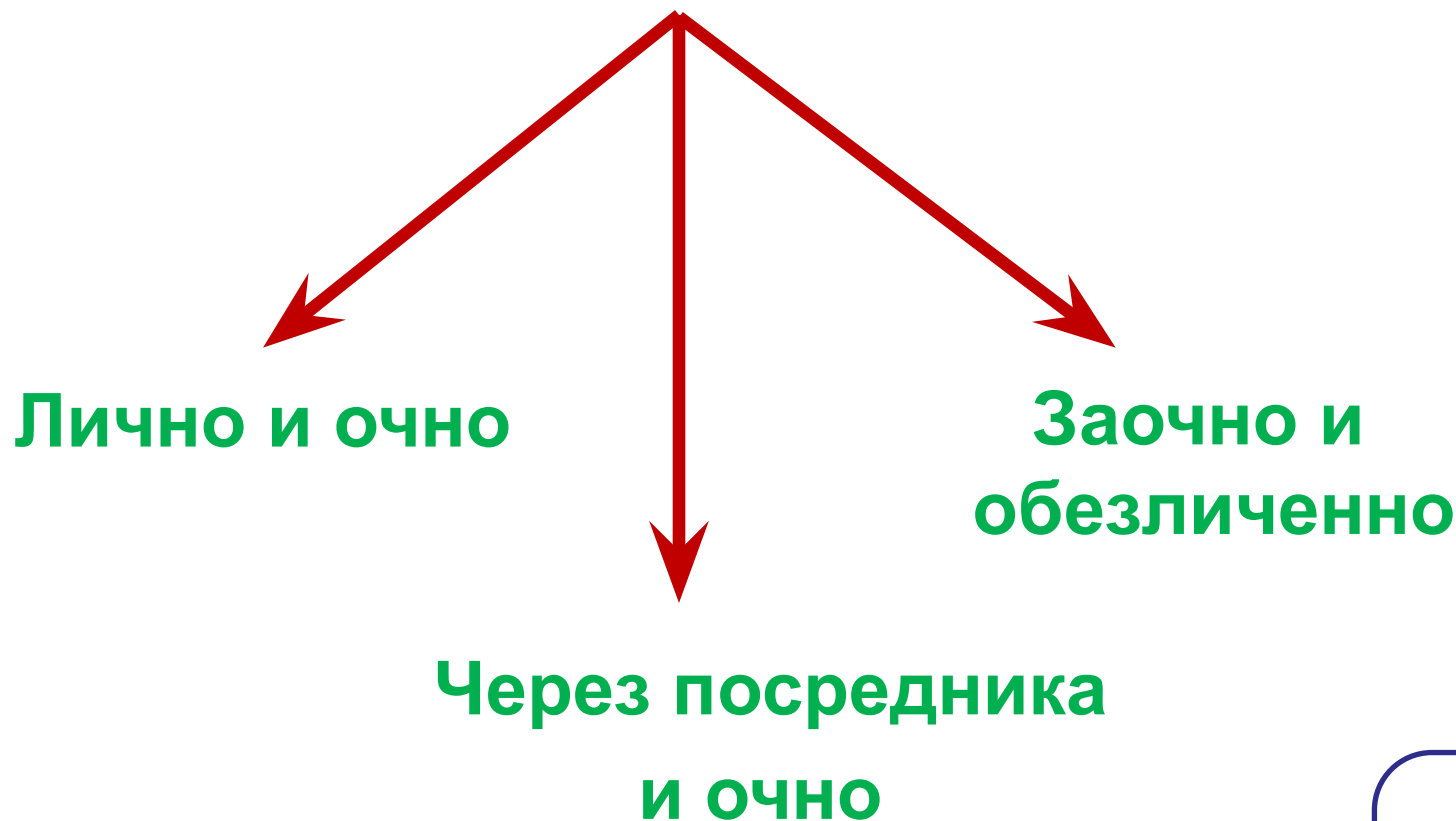 Лично и очно
Заочно и
обезличенно
Через посредника
и очно